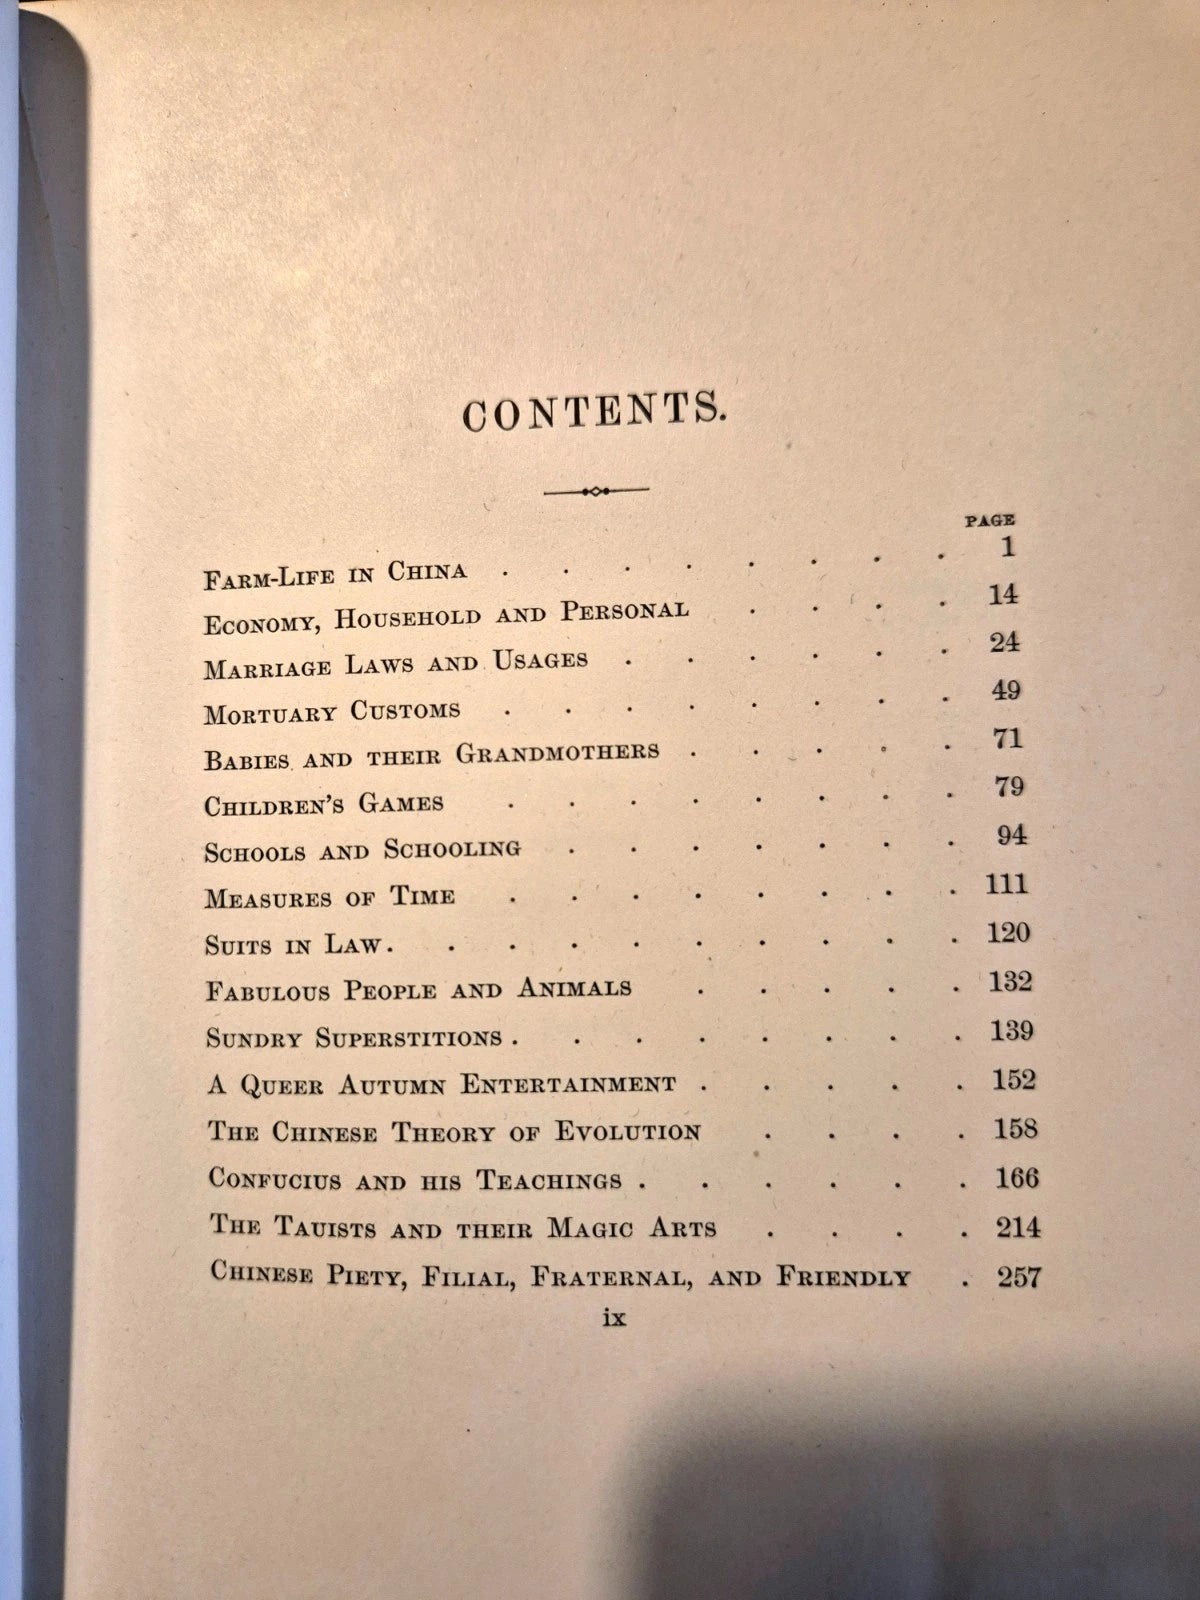 CONTENTS.
PAGE
FARM-LIFE IN CHINA . . . . . . . . 1
ECONOMY, HOUSEHOLD AND PERSONAL . . . . 14
MARRIAGE LAWS AND USAGES . . . . . . 24
MORTUARY CUSTOMS . . . . . . . . 49
BABIES AND THEIR GRANDMOTHERS . . . . . 71
CHILDREN'S GAMES . . . . . . . . 79
SCHOOLS AND SCHOOLING . . . . . . . 94
MEASURES OF TIME . . . . . . . . 111
SUITS IN LAW . . . . . . . . . . 120
FABULOUS PEOPLE AND ANIMALS . . . . . 132
SUNDRY SUPERSTITIONS . . . . . . . . 139
A QUEER AUTUMN ENTERTAINMENT . . . . . 152
THE CHINESE THEORY OF EVOLUTION . . . . 158
CONFUCIUS AND HIS TEACHINGS . . . . . . 166
THE TAUISTS AND THEIR MAGIC ARTS . . . . 214
CHINESE PIETY, FILIAL, FRATERNAL, AND FRIENDLY . 257
ix